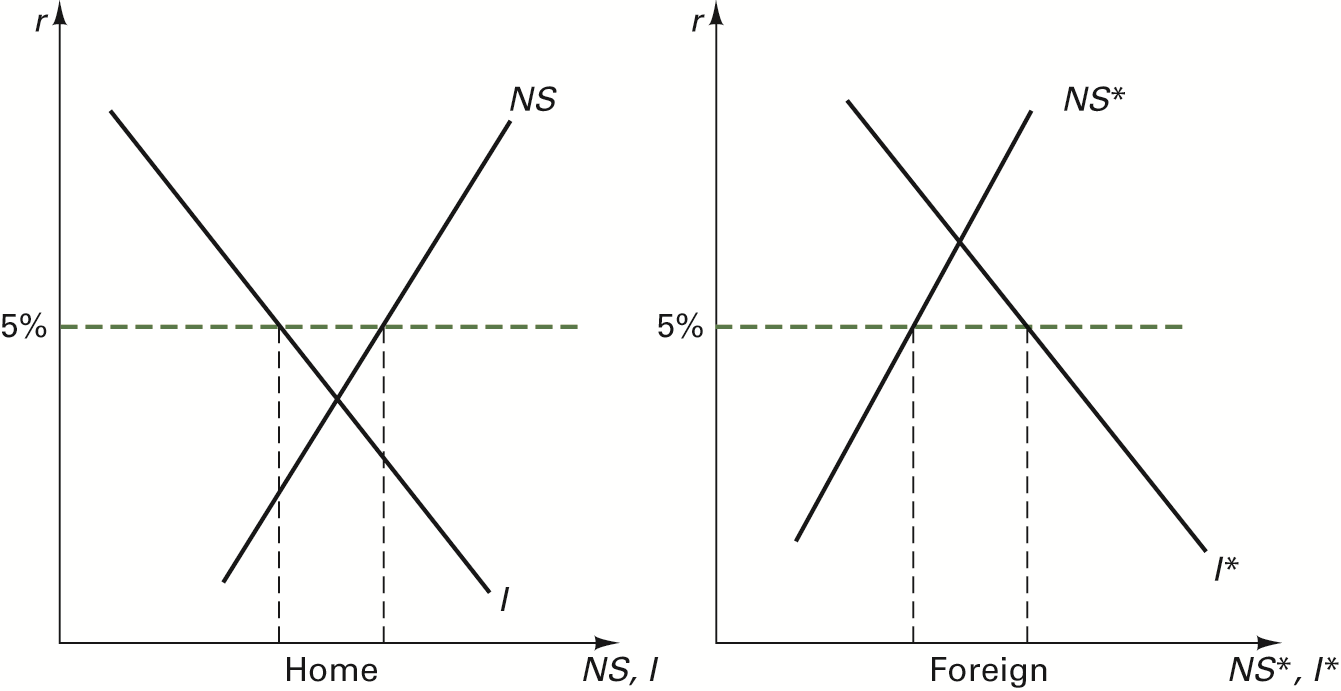 r
NS
5%
I
Home
NS, I
r
NS*
5%
I*
Foreign
NS*, I*